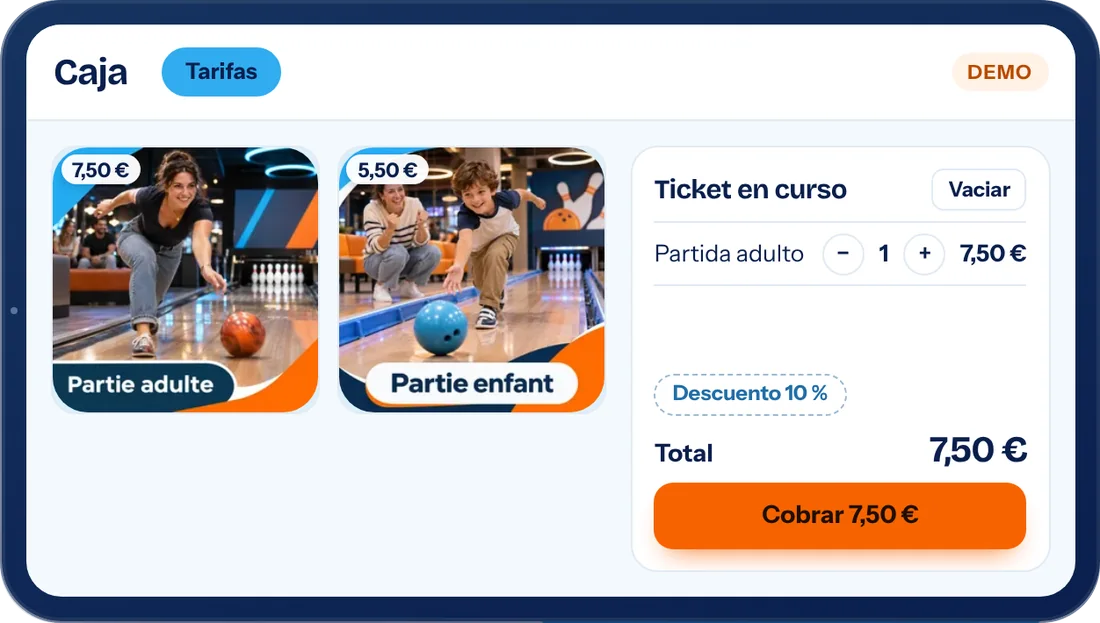 Caja
Tarifas
DEMO
7,50 €
Partie adulte
5,50 €
Partie enfant
Ticket en curso
Vaciar
Partida adulto − 1 + 7,50 €
Descuento 10 %
Total 7,50 €
Cobrar 7,50 €